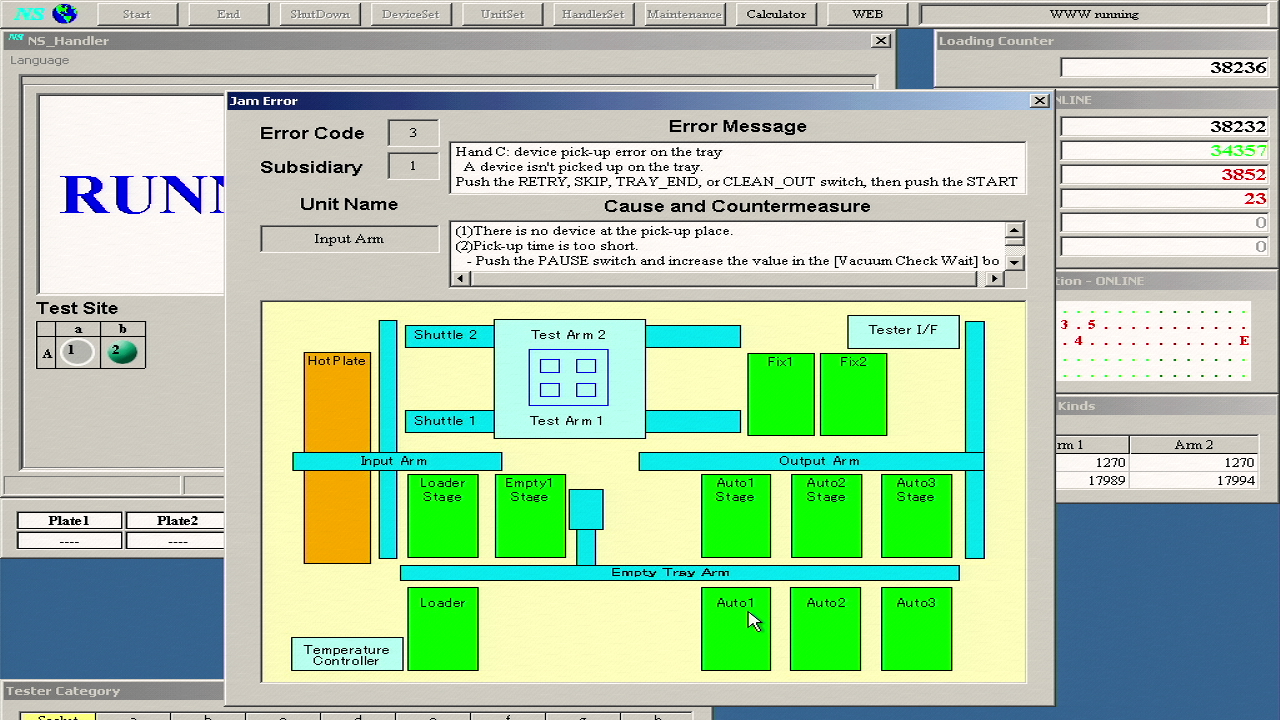 NS Start End ShutDown DeviceSet UnitSet HandlerSet Maintenance Calculator WEB WWW running
NS NS_Handler
Language
Loading Counter
38236
NLINE
38232
34357
3852
23
0
0
tion - ONLINE
3 . 5
. 4 . E
Kinds
rm 1 Arm 2
1270 1270
17989 17994
RUNN
Test Site
a b
A 1 2
Plate1 Plate2
---- ----
Tester Category
Socket a b c d e f g h
Jam Error
Error Code 3
Subsidiary 1
Unit Name
Input Arm
Error Message
Hand C: device pick-up error on the tray
A device isn't picked up on the tray.
Push the RETRY, SKIP, TRAY_END, or CLEAN_OUT switch, then push the START
Cause and Countermeasure
(1)There is no device at the pick-up place.
(2)Pick-up time is too short.
- Push the PAUSE switch and increase the value in the [Vacuum Check Wait] bo
Shuttle 2 Test Arm 2 Tester I/F
HotPlate Fix1 Fix2
Shuttle 1 Test Arm 1
Input Arm Output Arm
Loader Stage
Empty1 Stage
Auto1 Stage
Auto2 Stage
Auto3 Stage
Empty Tray Arm
Loader Auto1 Auto2 Auto3
Temperature
Controller